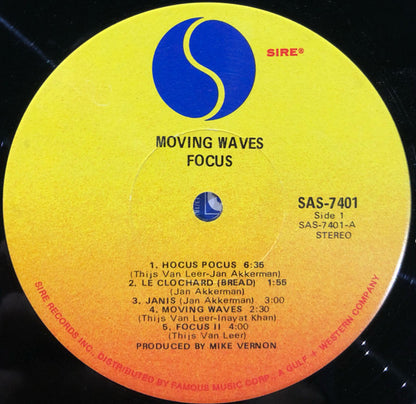 SIRE®
MOVING WAVES
FOCUS
SAS-7401
Side 1
SAS-7401-A
STEREO
1. HOCUS POCUS 6:35
(Thijs Van Leer-Jan Akkerman)
2. LE CLOCHARD (BREAD) 1:55
(Jan Akkerman)
3. JANIS (Jan Akkerman) 3:00
4. MOVING WAVES 2:30
(Thijs Van Leer-Inayat Khan)
5. FOCUS II 4:00
(Thijs Van Leer)
PRODUCED BY MIKE VERNON
SIRE RECORDS INC., DISTRIBUTED BY FAMOUS MUSIC CORP. - A GULF + WESTERN COMPANY